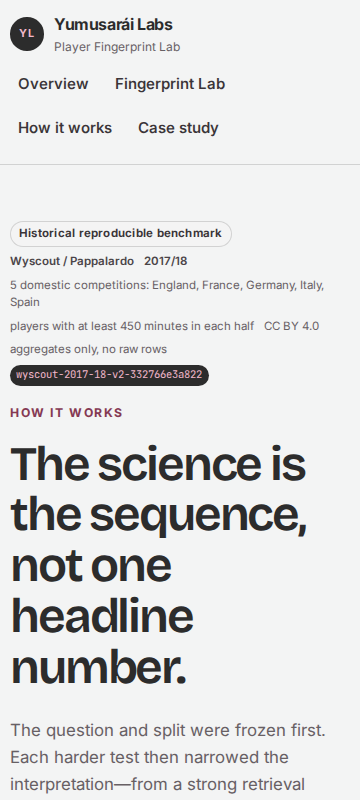 YL
Yumusarái Labs
Player Fingerprint Lab
Overview Fingerprint Lab
How it works Case study
Historical reproducible benchmark
Wyscout / Pappalardo 2017/18
5 domestic competitions: England, France, Germany, Italy,
Spain
players with at least 450 minutes in each half CC BY 4.0
aggregates only, no raw rows
wyscout-2017-18-v2-332766e3a822
HOW IT WORKS
The science is
the sequence,
not one
headline
number.
The question and split were frozen first.
Each harder test then narrowed the
interpretation—from a strong retrieval